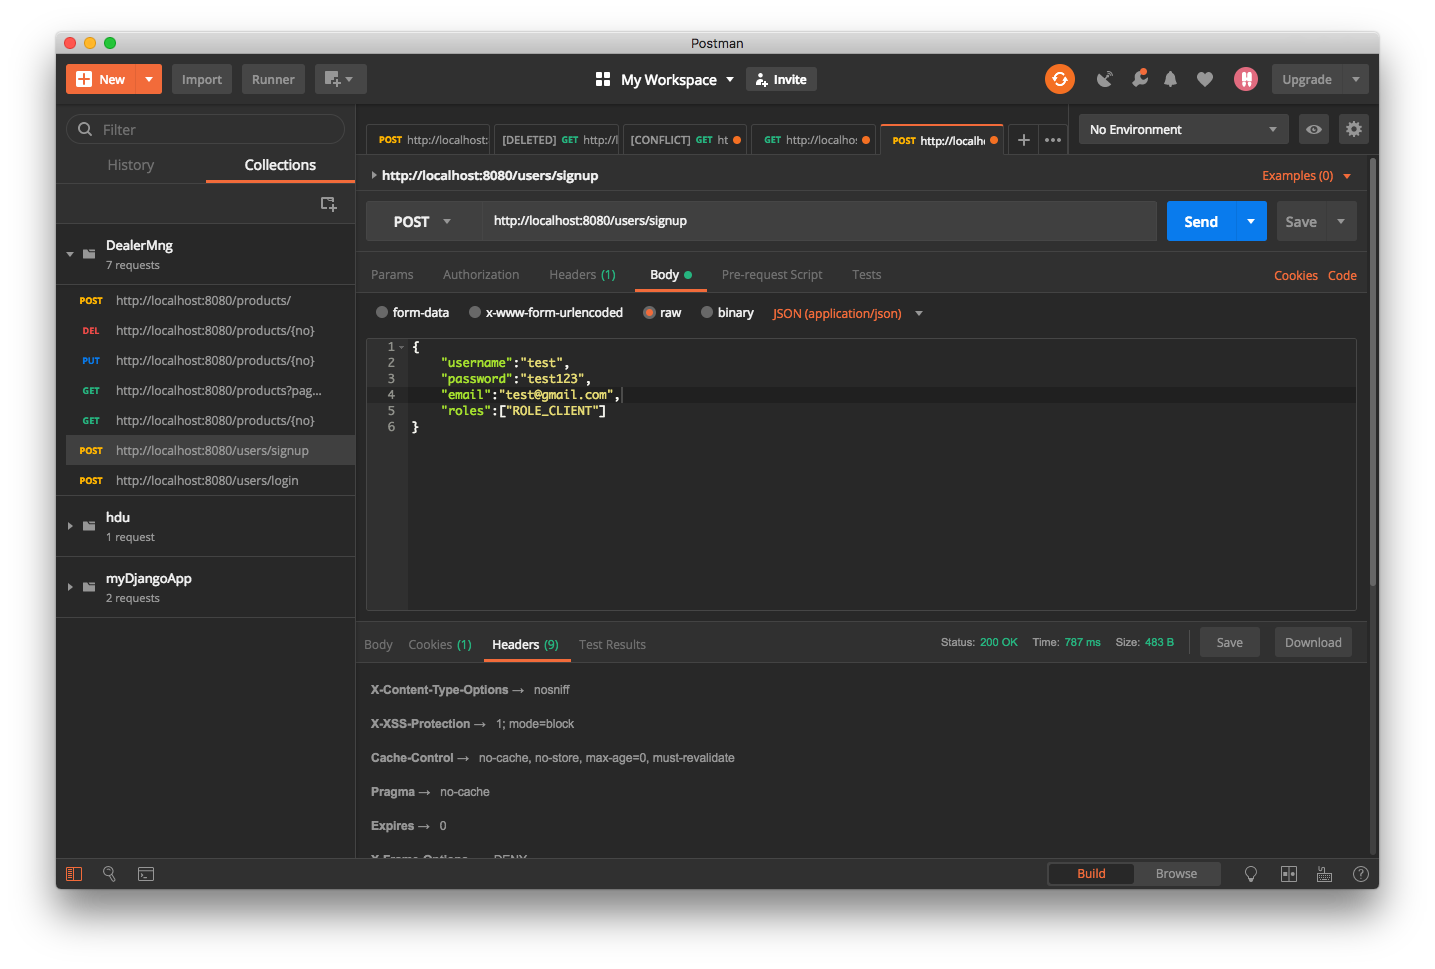 Postman
New
Import
Runner
My Workspace
Invite
Upgrade
Filter
History
Collections
DealerMng
7 requests
POST http://localhost:8080/products/
DEL http://localhost:8080/products/{no}
PUT http://localhost:8080/products/{no}
GET http://localhost:8080/products?pag...
GET http://localhost:8080/products/{no}
POST http://localhost:8080/users/signup
POST http://localhost:8080/users/login
hdu
1 request
myDjangoApp
2 requests
POST http://localhost:
[DELETED] GET http://l
[CONFLICT] GET ht
GET http://localhos
POST http://localh
No Environment
http://localhost:8080/users/signup
Examples (0)
POST
http://localhost:8080/users/signup
Send
Save
Params
Authorization
Headers (1)
Body
Pre-request Script
Tests
Cookies
Code
form-data
x-www-form-urlencoded
raw
binary
JSON (application/json)
1 {
2 "username":"test",
3 "password":"test123",
4 "email":"test@gmail.com",
5 "roles":["ROLE_CLIENT"]
6 }
Body
Cookies (1)
Headers (9)
Test Results
Status: 200 OK
Time: 787 ms
Size: 483 B
Save
Download
X-Content-Type-Options → nosniff
X-XSS-Protection → 1; mode=block
Cache-Control → no-cache, no-store, max-age=0, must-revalidate
Pragma → no-cache
Expires → 0
X-Frame-Options → DENY
Build
Browse